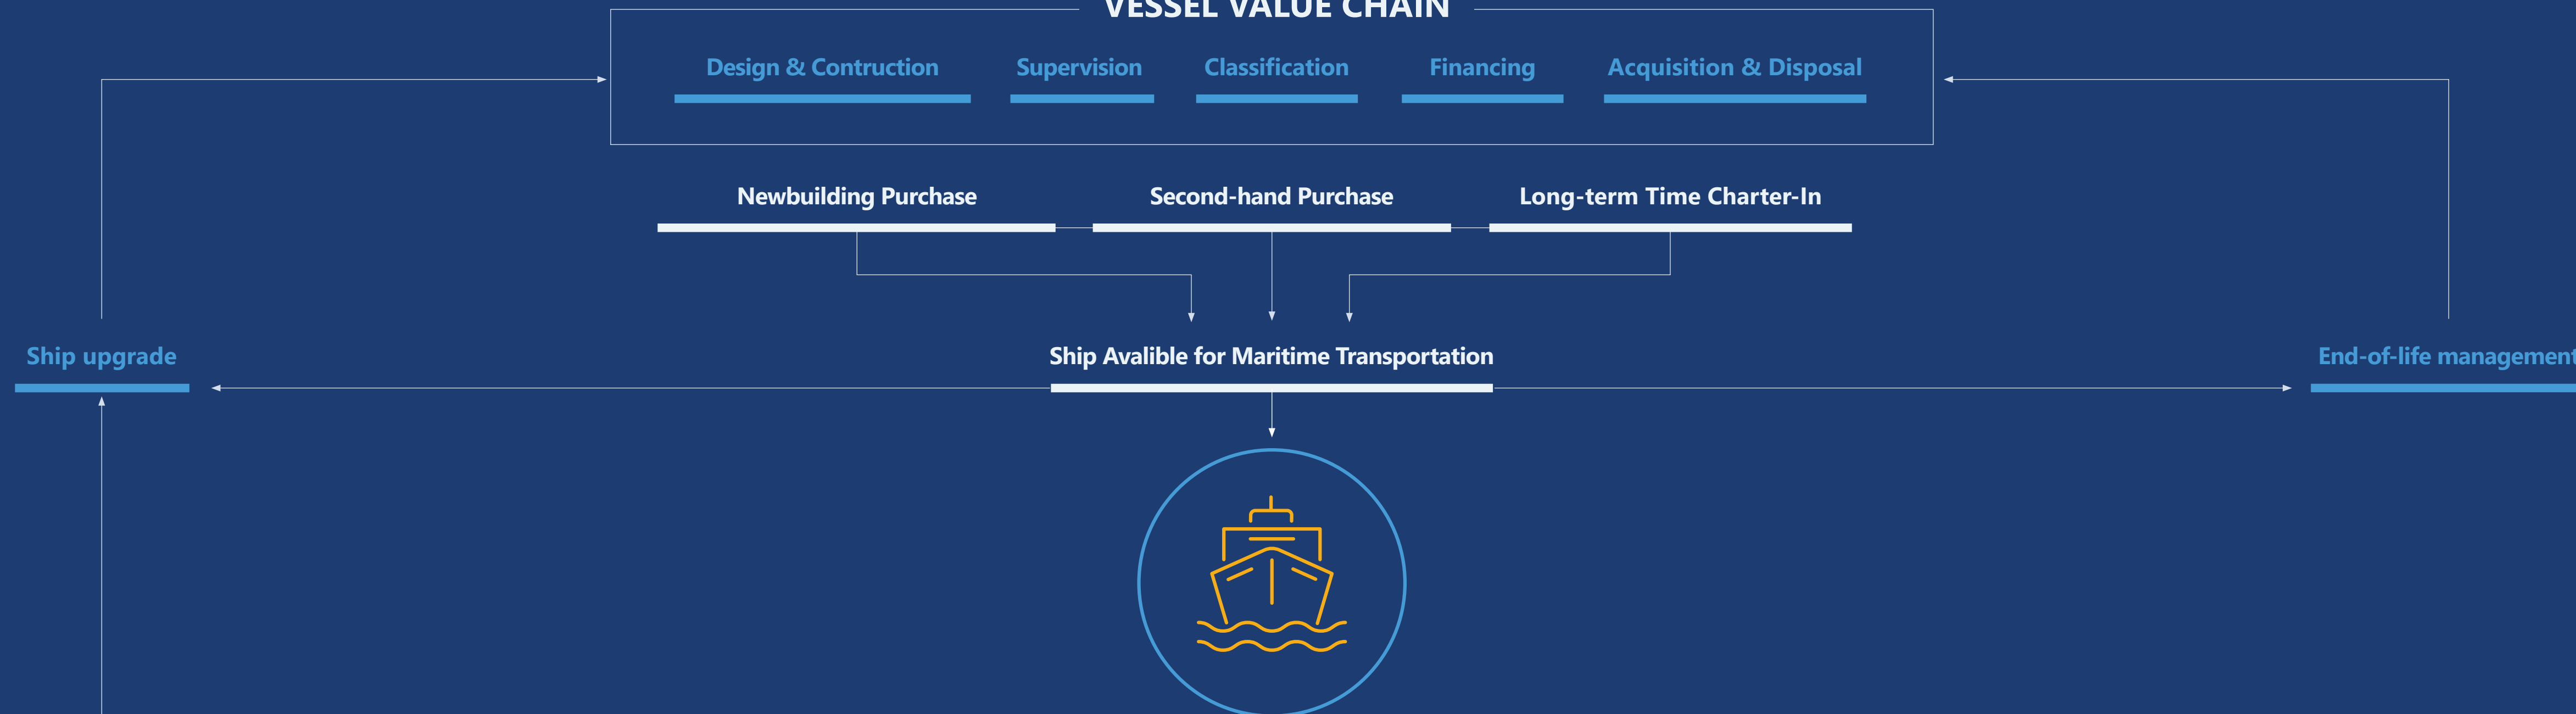 VESSEL VALUE CHAIN
Design & Contruction
Supervision
Classification
Financing
Acquisition & Disposal
Newbuilding Purchase
Second-hand Purchase
Long-term Time Charter-In
Ship upgrade
Ship Avalible for Maritime Transportation
End-of-life management